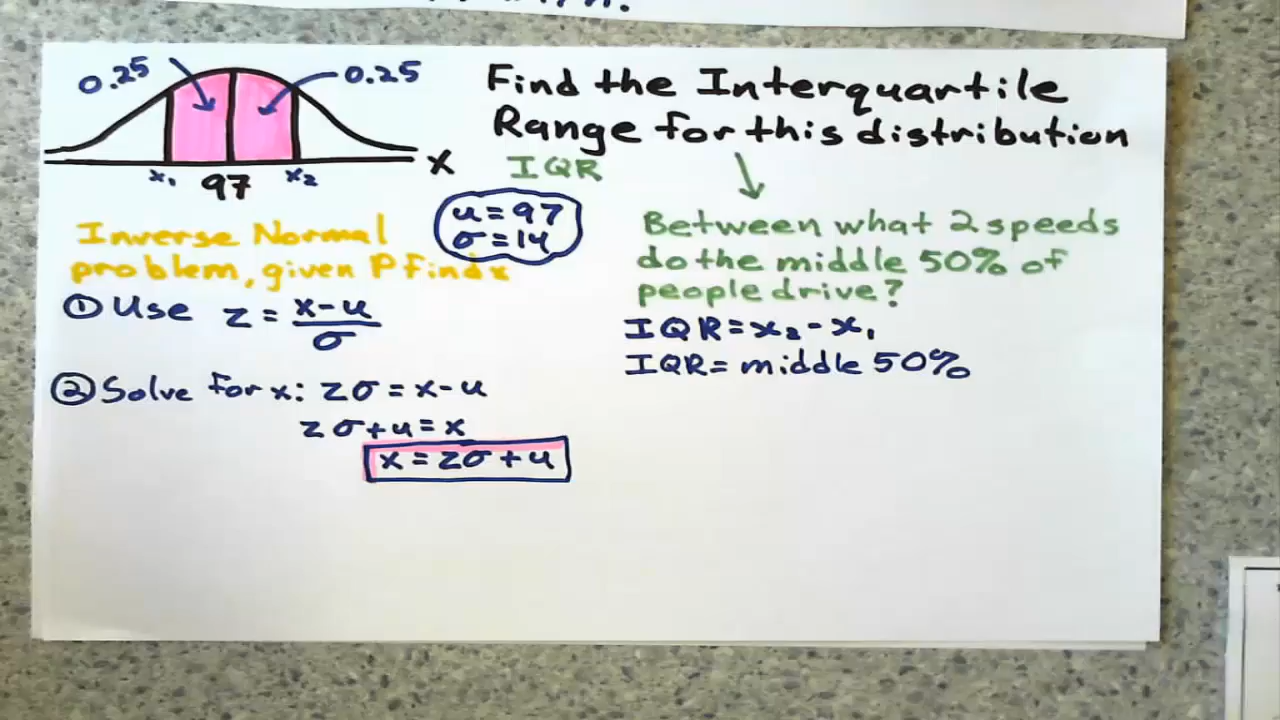 0.25
0.25
x₁ 97 x₂ x
Find the Interquartile
Range for this distribution
IQR
u = 97
σ = 14
Between what 2 speeds
do the middle 50% of
people drive?
IQR = x₂ - x₁
IQR = middle 50%
Inverse Normal
problem, given P find x
① Use z = x-u / σ
② Solve for x: zσ = x-u
zσ+u = x
x = zσ + u